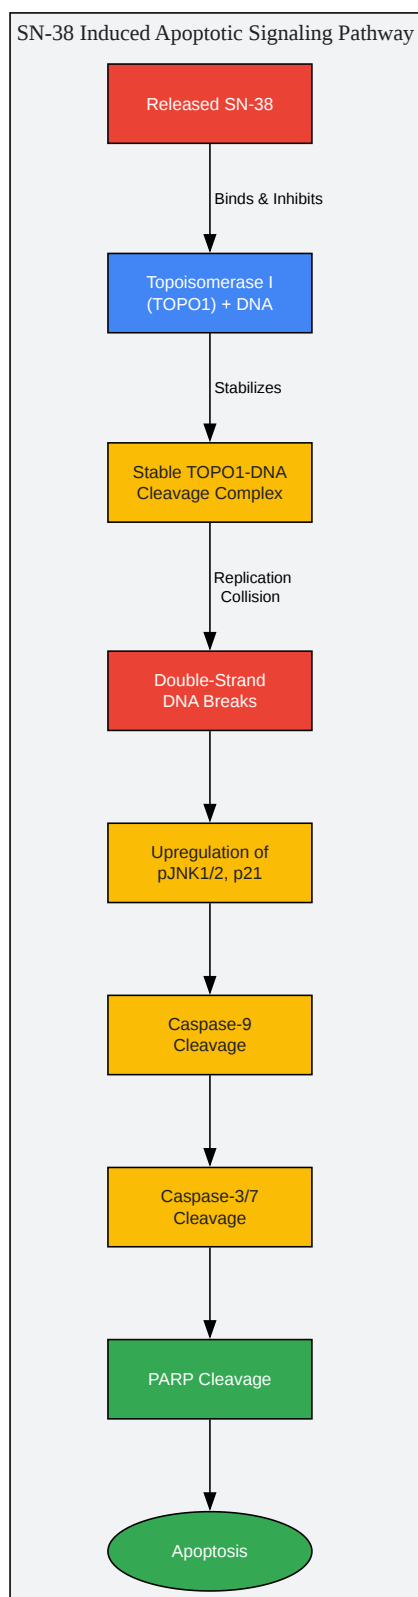 SN-38 Induced Apoptotic Signaling Pathway
Released SN-38
Binds & Inhibits
Topoisomerase I
(TOPO1) + DNA
Stabilizes
Stable TOPO1-DNA
Cleavage Complex
Replication
Collision
Double-Strand
DNA Breaks
Upregulation of
pJNK1/2, p21
Caspase-9
Cleavage
Caspase-3/7
Cleavage
PARP Cleavage
Apoptosis